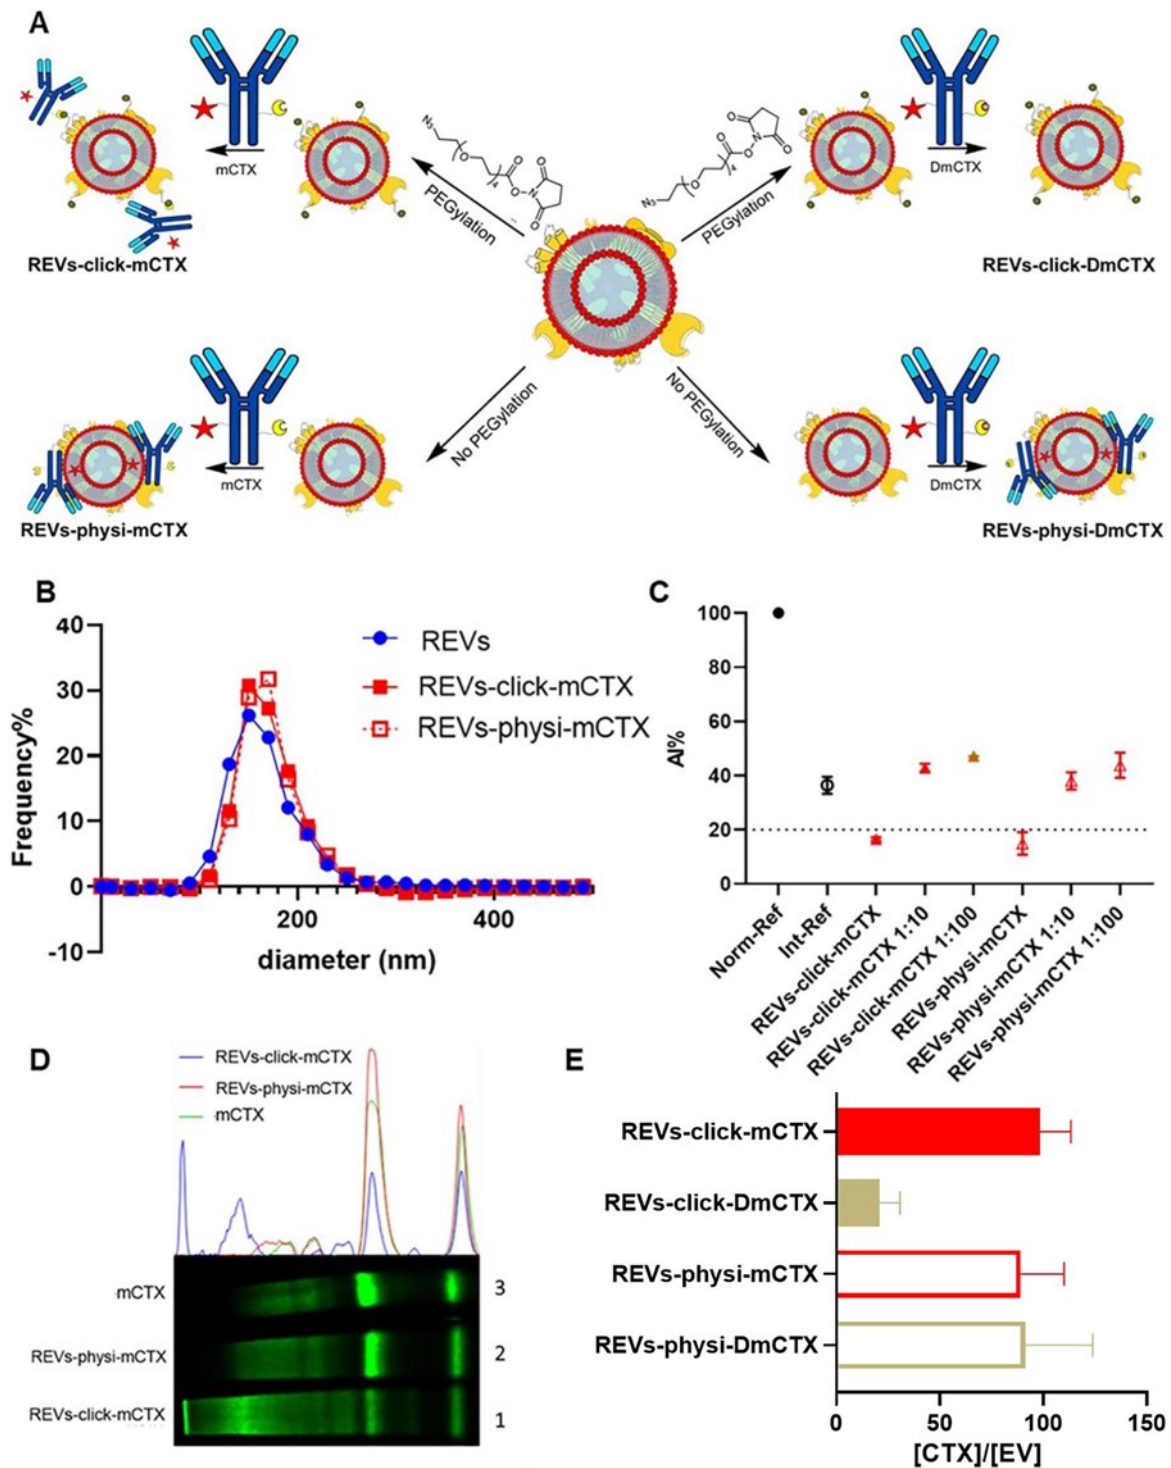 A
N3
O
4
O
O
N
O
O
PEGylation
mCTX
REVs-click-mCTX
N3
O
4
O
O
N
O
O
PEGylation
DmCTX
REVs-click-DmCTX
No PEGylation
mCTX
REVs-physi-mCTX
No PEGylation
DmCTX
REVs-physi-DmCTX
B
Frequency%
40
30
20
10
0
-10
200
400
diameter (nm)
REVs
REVs-click-mCTX
REVs-physi-mCTX
C
AI%
100
80
60
40
20
0
Norm-Ref
Int-Ref
REVs-click-mCTX
REVs-click-mCTX 1:10
REVs-click-mCTX 1:100
REVs-physi-mCTX
REVs-physi-mCTX 1:10
REVs-physi-mCTX 1:100
D
REVs-click-mCTX
REVs-physi-mCTX
mCTX
mCTX 3
REVs-physi-mCTX 2
REVs-click-mCTX 1
E
REVs-click-mCTX
REVs-click-DmCTX
REVs-physi-mCTX
REVs-physi-DmCTX
0 50 100 150
[CTX]/[EV]